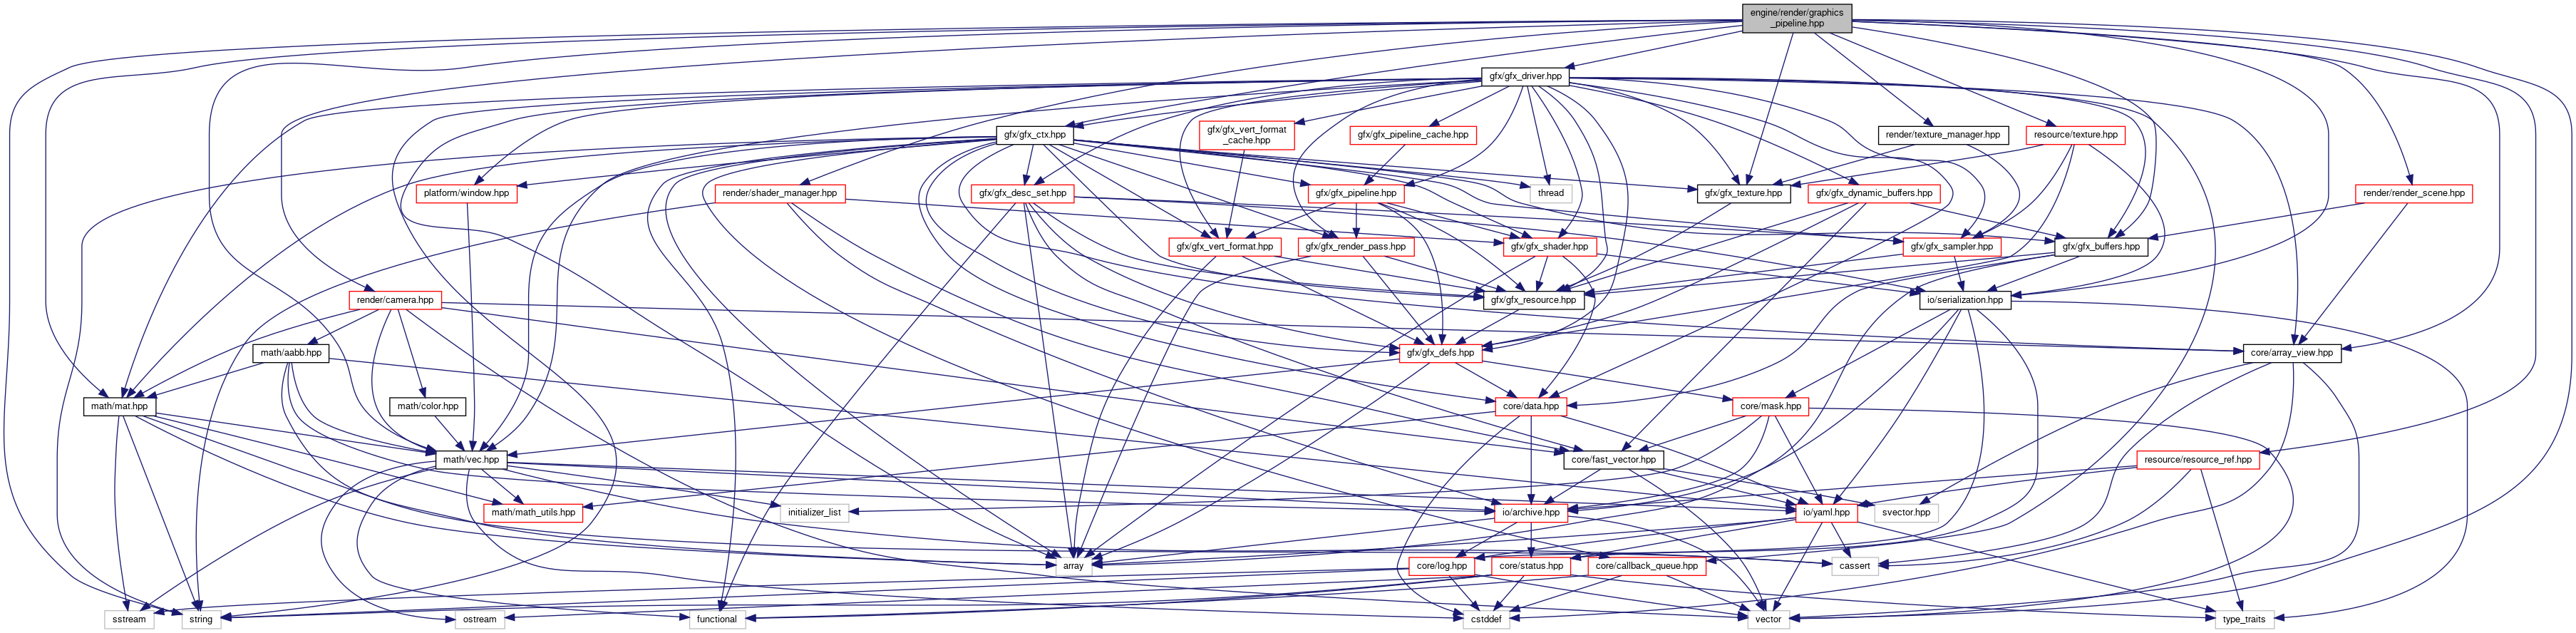 engine/render/graphics
_pipeline.hpp
gfx/gfx_driver.hpp
gfx/gfx_ctx.hpp
gfx/gfx_vert_format
_cache.hpp
gfx/gfx_pipeline_cache.hpp
render/texture_manager.hpp
resource/texture.hpp
platform/window.hpp
render/shader_manager.hpp
gfx/gfx_desc_set.hpp
gfx/gfx_pipeline.hpp
thread
gfx/gfx_texture.hpp
gfx/gfx_dynamic_buffers.hpp
render/render_scene.hpp
gfx/gfx_vert_format.hpp
gfx/gfx_render_pass.hpp
gfx/gfx_shader.hpp
gfx/gfx_sampler.hpp
gfx/gfx_buffers.hpp
render/camera.hpp
gfx/gfx_resource.hpp
io/serialization.hpp
math/aabb.hpp
gfx/gfx_defs.hpp
core/array_view.hpp
math/mat.hpp
math/color.hpp
core/data.hpp
core/mask.hpp
math/vec.hpp
core/fast_vector.hpp
resource/resource_ref.hpp
math/math_utils.hpp
initializer_list
io/archive.hpp
io/yaml.hpp
svector.hpp
array
core/log.hpp
core/status.hpp
core/callback_queue.hpp
cassert
sstream
string
ostream
functional
cstddef
vector
type_traits